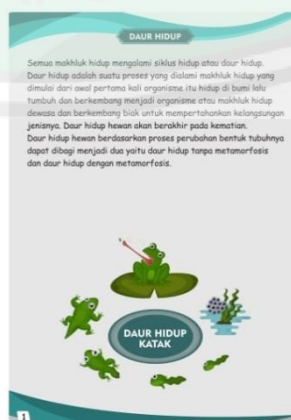 DAUR HIDUP
Semua makhluk hidup mengalami siklus hidup atau daur hidup.
Daur hidup adalah suatu proses yang dialami makhluk hidup yang
dimulai dari awal pertama kali organisme itu hidup di bumi lalu
tumbuh dan berkembang menjadi organisme atau makhluk hidup
dewasa dan berkembang biak untuk mempertahankan kelangsungan
jenisnya. Daur hidup hewan akan berakhir pada kematian.
Daur hidup hewan berdasarkan proses perubahan bentuk tubuhnya
dapat dibagi menjadi dua yaitu daur hidup tanpa metamorfosis
dan daur hidup dengan metamorfosis.
DAUR HIDUP
KATAK
1